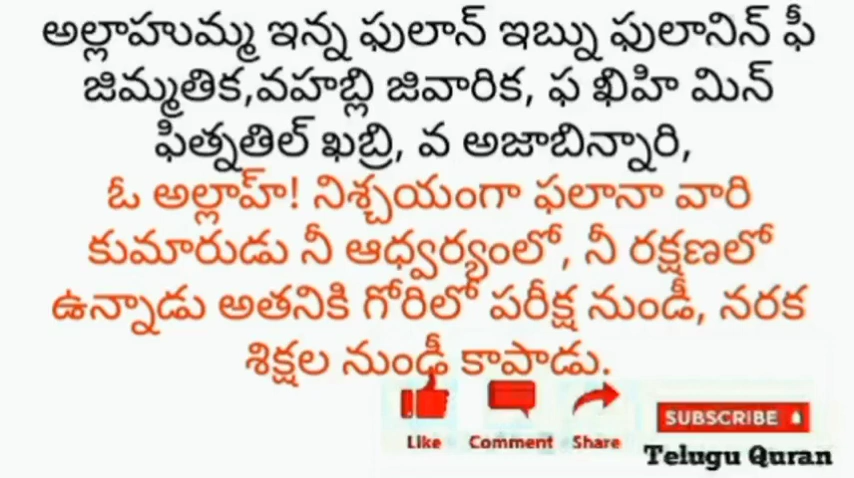 అల్లాహుమ్మ ఇన్న ఫులాన్ ఇబ్ను ఫులానిన్ ఫీ
జిమ్మతిక,వహబ్లి జివారిక, ఫ ఖిహి మిన్
ఫిత్నతిల్ ఖబ్రి, వ అజాబిన్నారి,
ఓ అల్లాహ్! నిశ్చయంగా ఫలానా వారి
కుమారుడు నీ ఆధ్వర్యంలో, నీ రక్షణలో
ఉన్నాడు అతనికి గోరిలో పరీక్ష నుండీ, నరక
శిక్షల నుండీ కాపాడు.
SUBSCRIBE
Like Comment Share
Telugu Quran